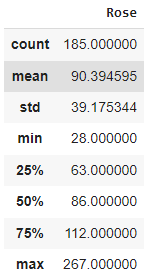 Rose
count 185.000000
mean 90.394595
std 39.175344
min 28.000000
25% 63.000000
50% 86.000000
75% 112.000000
max 267.000000